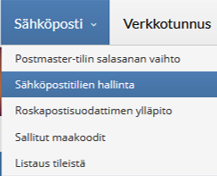 Sähköposti
Verkkotunnus
Postmaster-tilin salasanan vaihto
Sähköpostitilien hallinta
Roskapostisuodattimen ylläpito
Sallitut maakoodit
Listaus tileistä